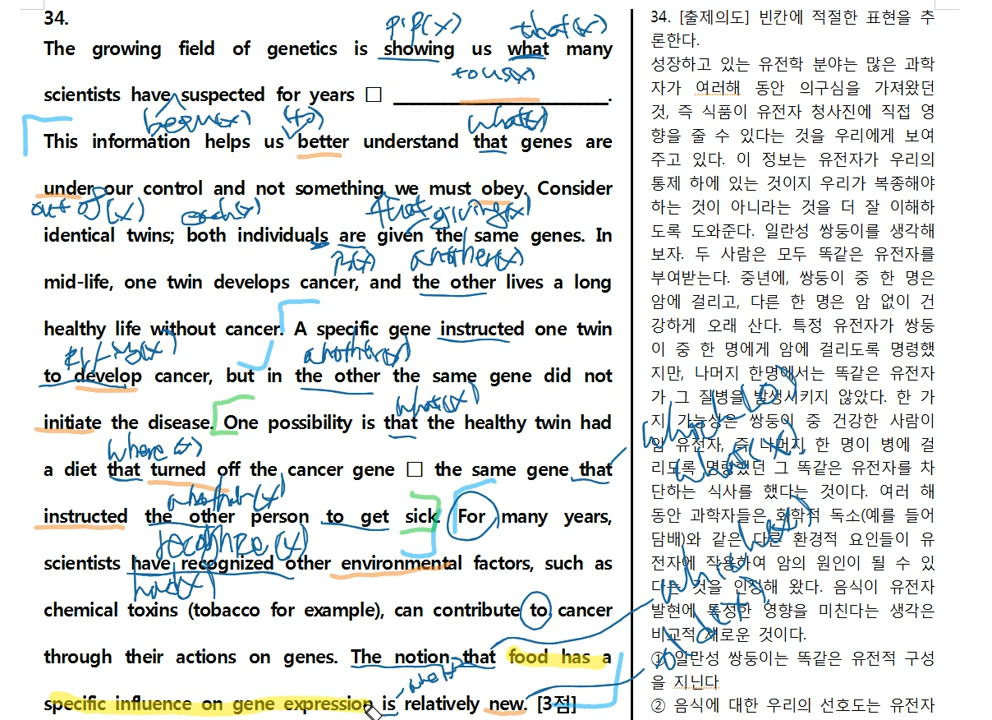 34.
The growing field of genetics is showing us what many
scientists have suspected for years □ ____________________.
This information helps us better understand that genes are
under our control and not something we must obey. Consider
identical twins; both individuals are given the same genes. In
mid-life, one twin develops cancer, and the other lives a long
healthy life without cancer. A specific gene instructed one twin
to develop cancer, but in the other the same gene did not
initiate the disease. One possibility is that the healthy twin had
a diet that turned off the cancer gene □ the same gene that
instructed the other person to get sick. For many years,
scientists have recognized other environmental factors, such as
chemical toxins (tobacco for example), can contribute to cancer
through their actions on genes. The notion that food has a
specific influence on gene expression is relatively new. [3점]
34. [출제의도] 빈칸에 적절한 표현을 추
론한다.
성장하고 있는 유전학 분야는 많은 과학
자가 여러해 동안 의구심을 가져왔던
것, 즉 식품이 유전자 청사진에 직접 영
향을 줄 수 있다는 것을 우리에게 보여
주고 있다. 이 정보는 유전자가 우리의
통제 하에 있는 것이지 우리가 복종해야
하는 것이 아니라는 것을 더 잘 이해하
도록 도와준다. 일란성 쌍둥이를 생각해
보자. 두 사람은 모두 똑같은 유전자를
부여받는다. 중년에, 쌍둥이 중 한 명은
암에 걸리고, 다른 한 명은 암 없이 건
강하게 오래 산다. 특정 유전자가 쌍둥
이 중 한 명에게 암에 걸리도록 명령했
지만, 나머지 한명에서는 똑같은 유전자
가 그 질병을 발생시키지 않았다. 한 가
지 가능성은 쌍둥이 중 건강한 사람이
암 유전자, 즉 나머지 한 명이 병에 걸
리도록 명령했던 그 똑같은 유전자를 차
단하는 식사를 했다는 것이다. 여러 해
동안 과학자들은 화학적 독소(예를 들어
담배)와 같은 다른 환경적 요인들이 유
전자에 작용하여 암의 원인이 될 수 있
다는 것을 인정해 왔다. 음식이 유전자
발현에 특정한 영향을 미친다는 생각은
비교적 새로운 것이다.
① 일란성 쌍둥이는 똑같은 유전적 구성
을 지닌다
② 음식에 대한 우리의 선호도는 유전자
P.P(x)
that(x)
to us(x)
been(x)
(to)
what(x)
out of(x)
each(x)
giving(x)
another(x)
another(x)
what(x)
where(x)
another(x)
recognize(x)
had(x)
which(o)
what(x)
which(x)
old(x)